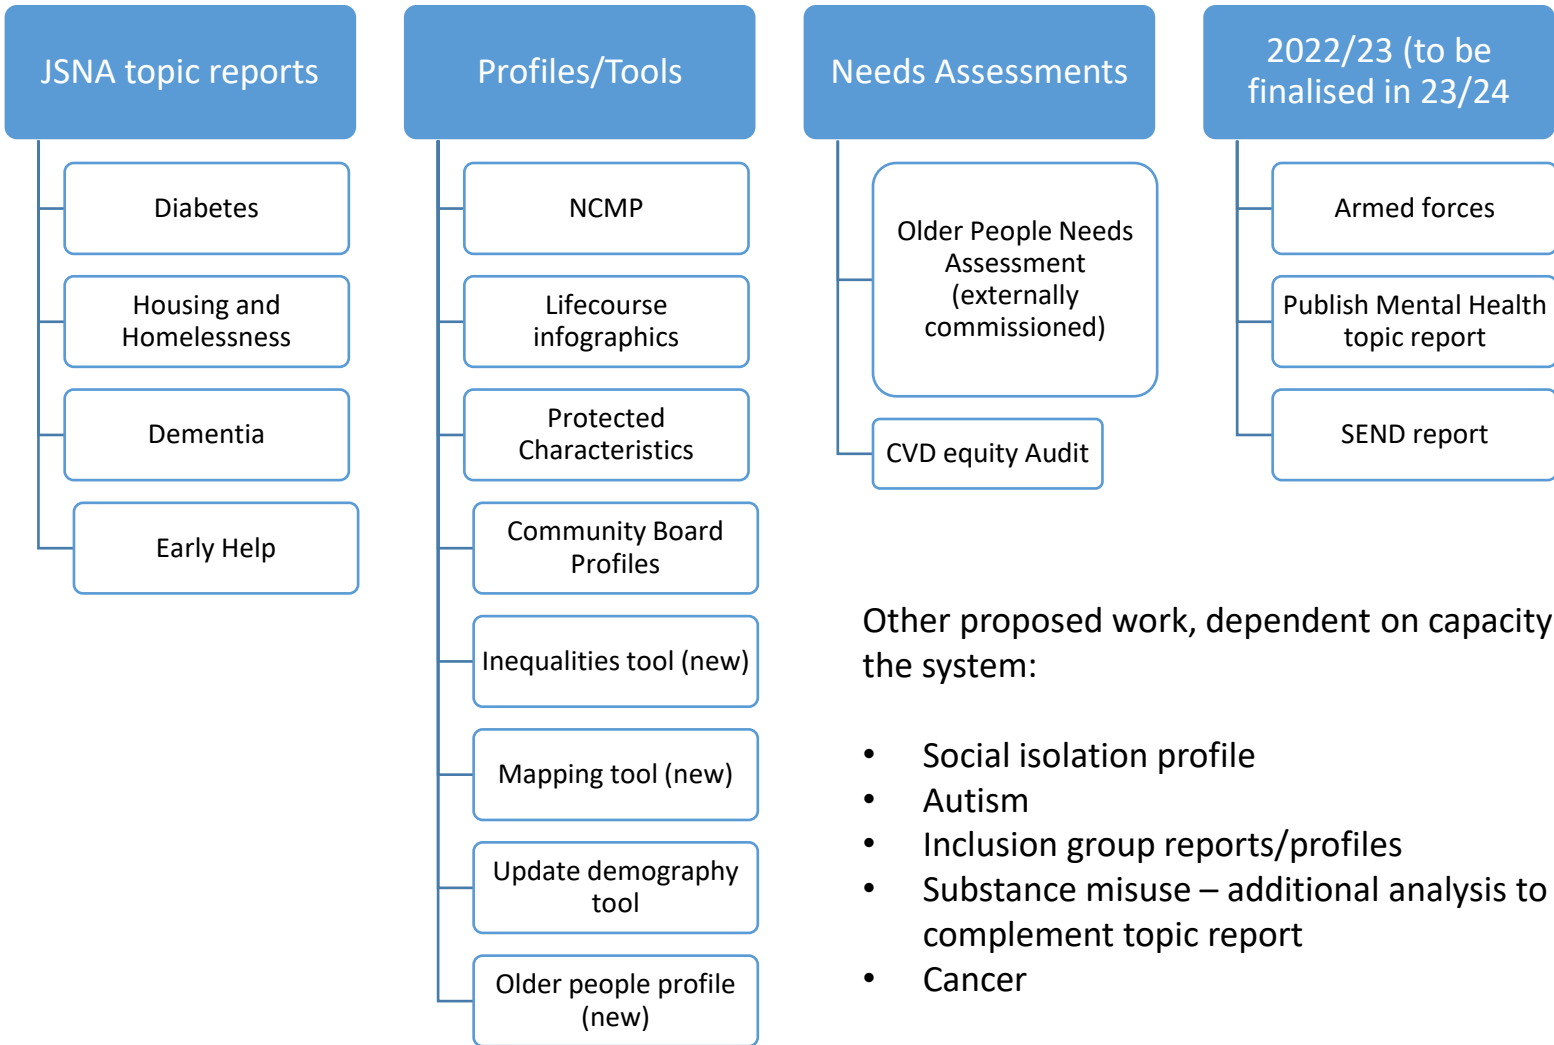 JSNA topic reports
Diabetes
Housing and
Homelessness
Dementia
Early Help
Profiles/Tools
NCMP
Lifecourse
infographics
Protected
Characteristics
Community Board
Profiles
Inequalities tool (new)
Mapping tool (new)
Update demography
tool
Older people profile
(new)
Needs Assessments
Older People Needs
Assessment
(externally
commissioned)
CVD equity Audit
2022/23 (to be
finalised in 23/24
Armed forces
Publish Mental Health
topic report
SEND report
Other proposed work, dependent on capacity
the system:
• Social isolation profile
• Autism
• Inclusion group reports/profiles
• Substance misuse – additional analysis to
complement topic report
• Cancer